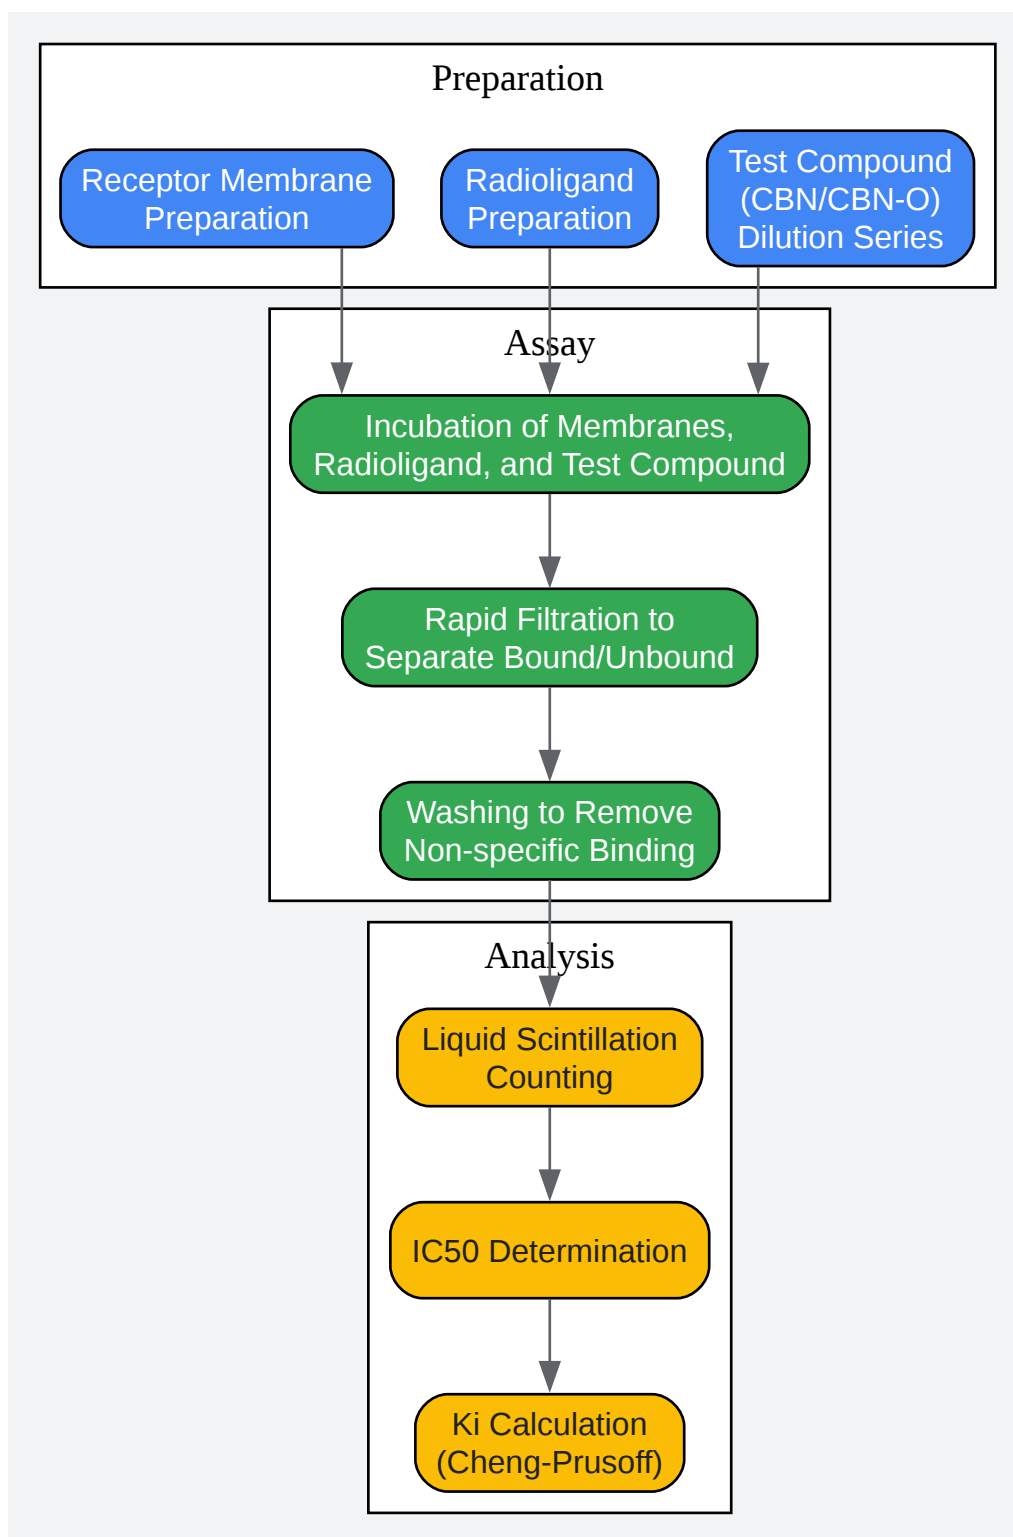 Preparation
Receptor Membrane
Preparation
Radioligand
Preparation
Test Compound
(CBN/CBN-O)
Dilution Series
Assay
Incubation of Membranes,
Radioligand, and Test Compound
Rapid Filtration to
Separate Bound/Unbound
Washing to Remove
Non-specific Binding
Analysis
Liquid Scintillation
Counting
IC50 Determination
Ki Calculation
(Cheng-Prusoff)